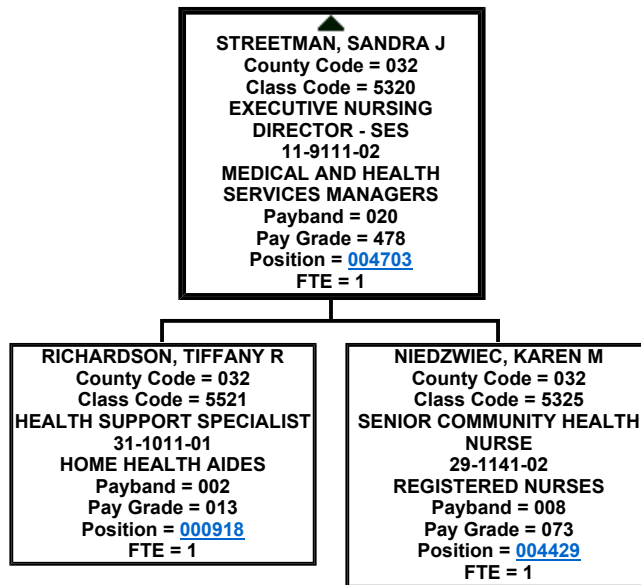 STREETMAN, SANDRA J
County Code = 032
Class Code = 5320
EXECUTIVE NURSING
DIRECTOR - SES
11-9111-02
MEDICAL AND HEALTH
SERVICES MANAGERS
Payband = 020
Pay Grade = 478
Position = 004703
FTE = 1
RICHARDSON, TIFFANY R
County Code = 032
Class Code = 5521
HEALTH SUPPORT SPECIALIST
31-1011-01
HOME HEALTH AIDES
Payband = 002
Pay Grade = 013
Position = 000918
FTE = 1
NIEDZWIEC, KAREN M
County Code = 032
Class Code = 5325
SENIOR COMMUNITY HEALTH
NURSE
29-1141-02
REGISTERED NURSES
Payband = 008
Pay Grade = 073
Position = 004429
FTE = 1